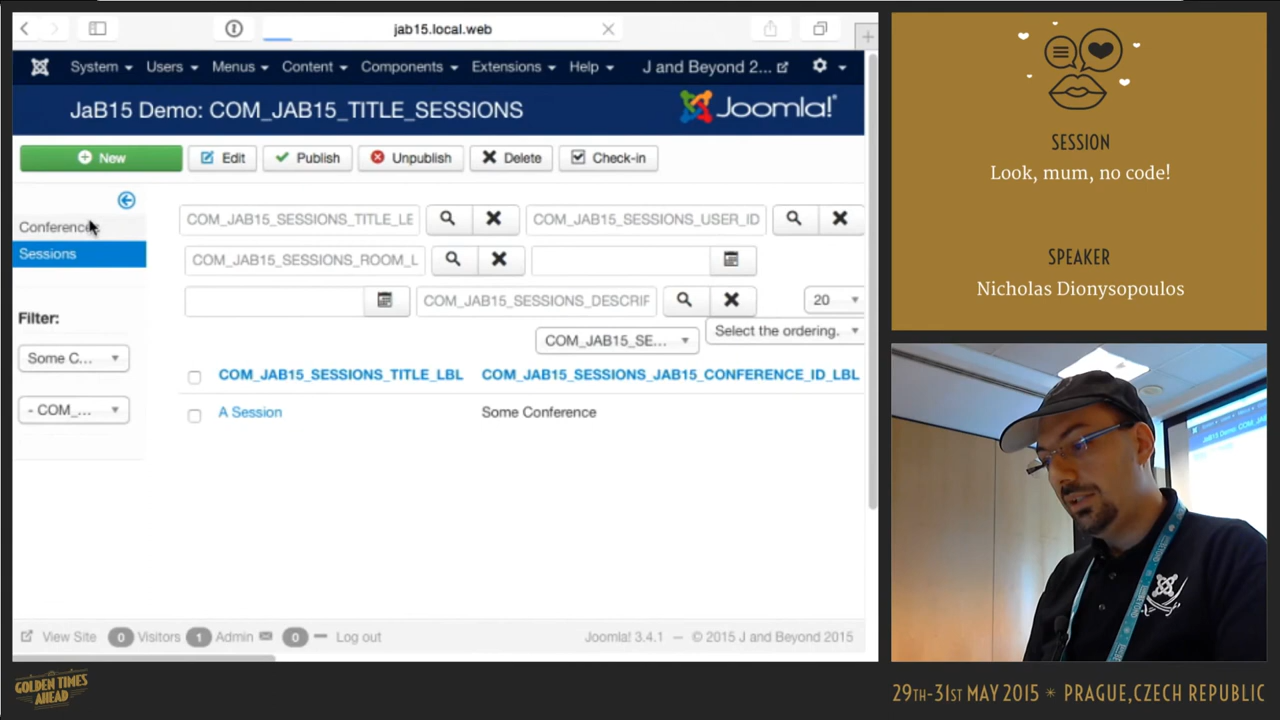 jab15.local.web
System Users Menus Content Components Extensions Help J and Beyond 2...
JaB15 Demo: COM_JAB15_TITLE_SESSIONS
Joomla!
New Edit Publish Unpublish Delete Check-in
Conferences
Sessions
COM_JAB15_SESSIONS_TITLE_LE
COM_JAB15_SESSIONS_USER_ID
COM_JAB15_SESSIONS_ROOM_L
COM_JAB15_SESSIONS_DESCRIF
20
COM_JAB15_SE...
Select the ordering.
Filter:
Some C...
- COM_...
COM_JAB15_SESSIONS_TITLE_LBL COM_JAB15_SESSIONS_JAB15_CONFERENCE_ID_LBL
A Session Some Conference
View Site 0 Visitors 1 Admin 0 Log out
Joomla! 3.4.1 — © 2015 J and Beyond 2015
SESSION
Look, mum, no code!
SPEAKER
Nicholas Dionysopoulos
GOLDEN TIMES
AHEAD
29TH-31ST MAY 2015 * PRAGUE,CZECH REPUBLIC